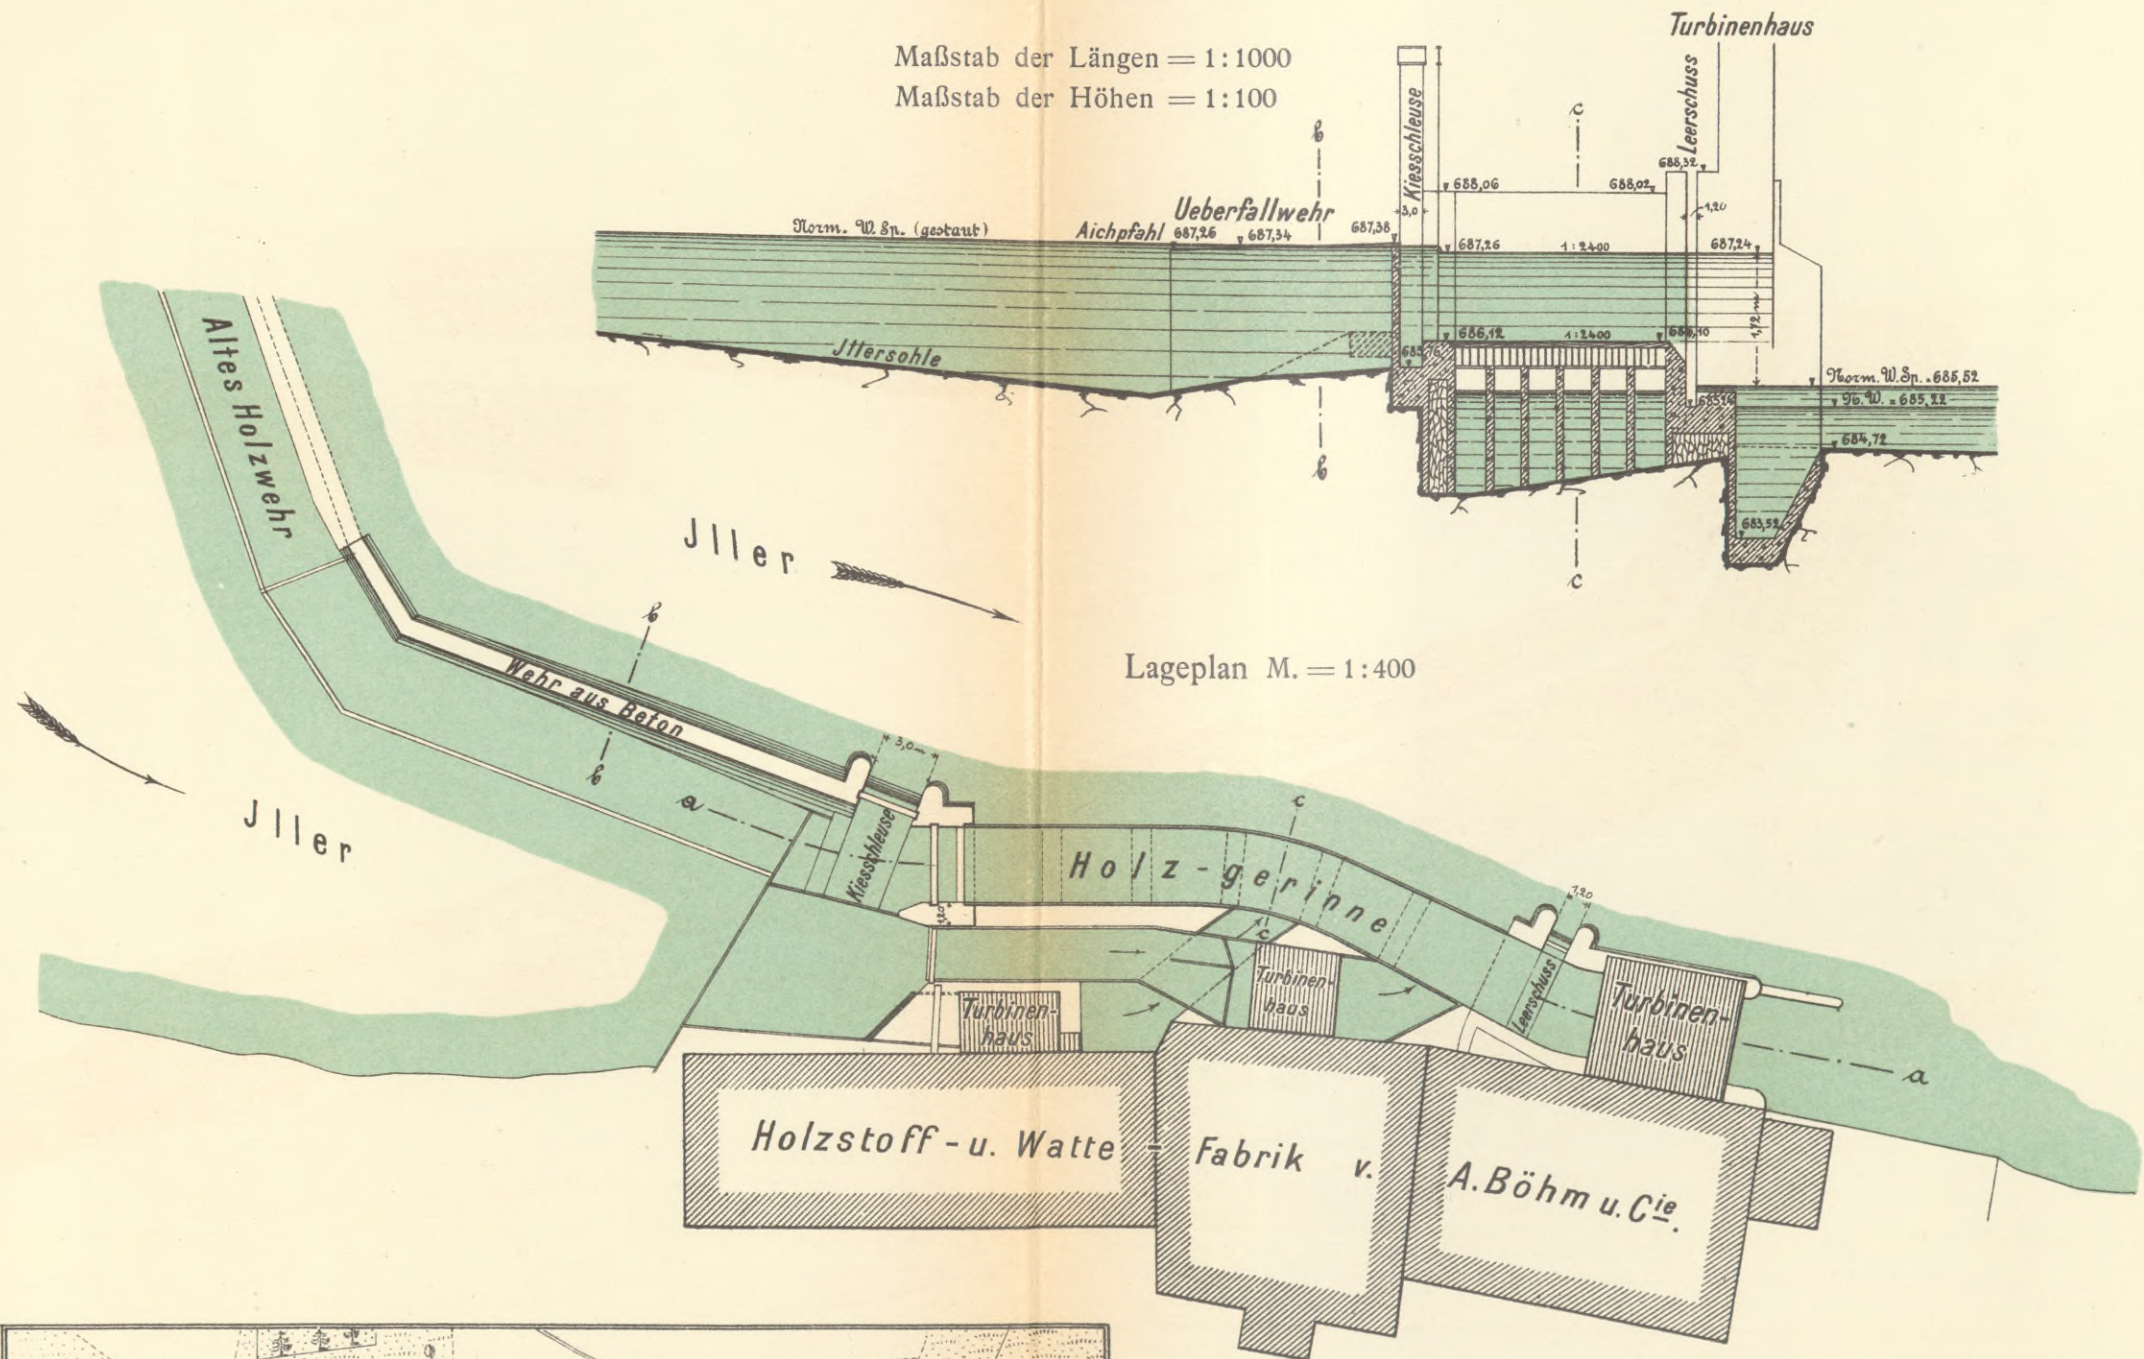 Turbinenhaus
Maßstab der Längen = 1:1000
Maßstab der Höhen = 1:100
Leerschuss
Kiesschleuse
b
c
688,32
688,06
688,02
3,0
1,20
Ueberfallwehr
Norm. W. Sp. (gestaut)
Aichpfahl
687,26
687,34
687,38
687,26
1:2400
687,24
1,72 m
686,12
1:2400
Jllersohle
Norm. W. Sp. = 685,52
N. W. = 685,22
684,72
683,52
b
c
Altes Holzwehr
Jller
Lageplan M. = 1:400
b
Wehr aus Beton
b
3,0 m
a
Jller
Kiesschleuse
c
Holz-gerinne
1,20
c
Turbinen-
haus
Turbinen-
haus
Leerschuss
Turbinen-
haus
a
Holzstoff- u. Watte - Fabrik v. A. Böhm u. Cie.